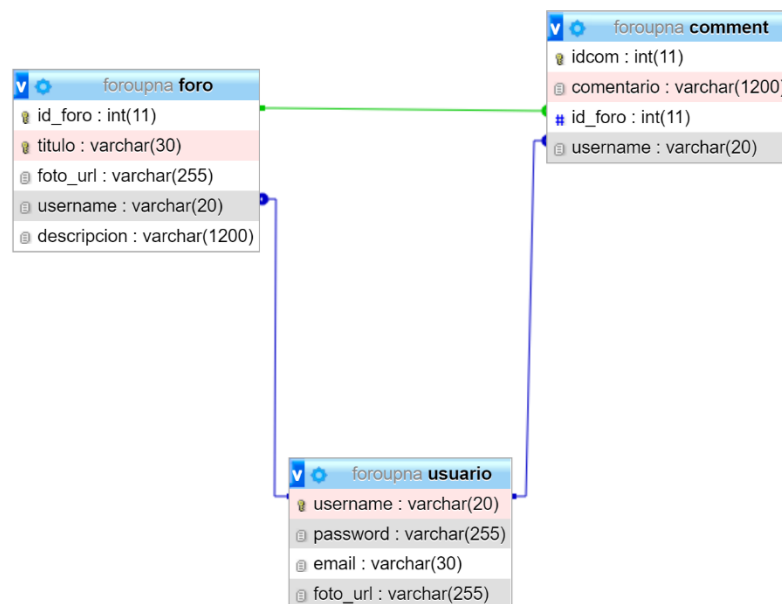 v foroupna comment
idcom : int(11)
comentario : varchar(1200)
# id_foro : int(11)
username : varchar(20)
v foroupna foro
id_foro : int(11)
titulo : varchar(30)
foto_url : varchar(255)
username : varchar(20)
descripcion : varchar(1200)
v foroupna usuario
username : varchar(20)
password : varchar(255)
email : varchar(30)
foto_url : varchar(255)